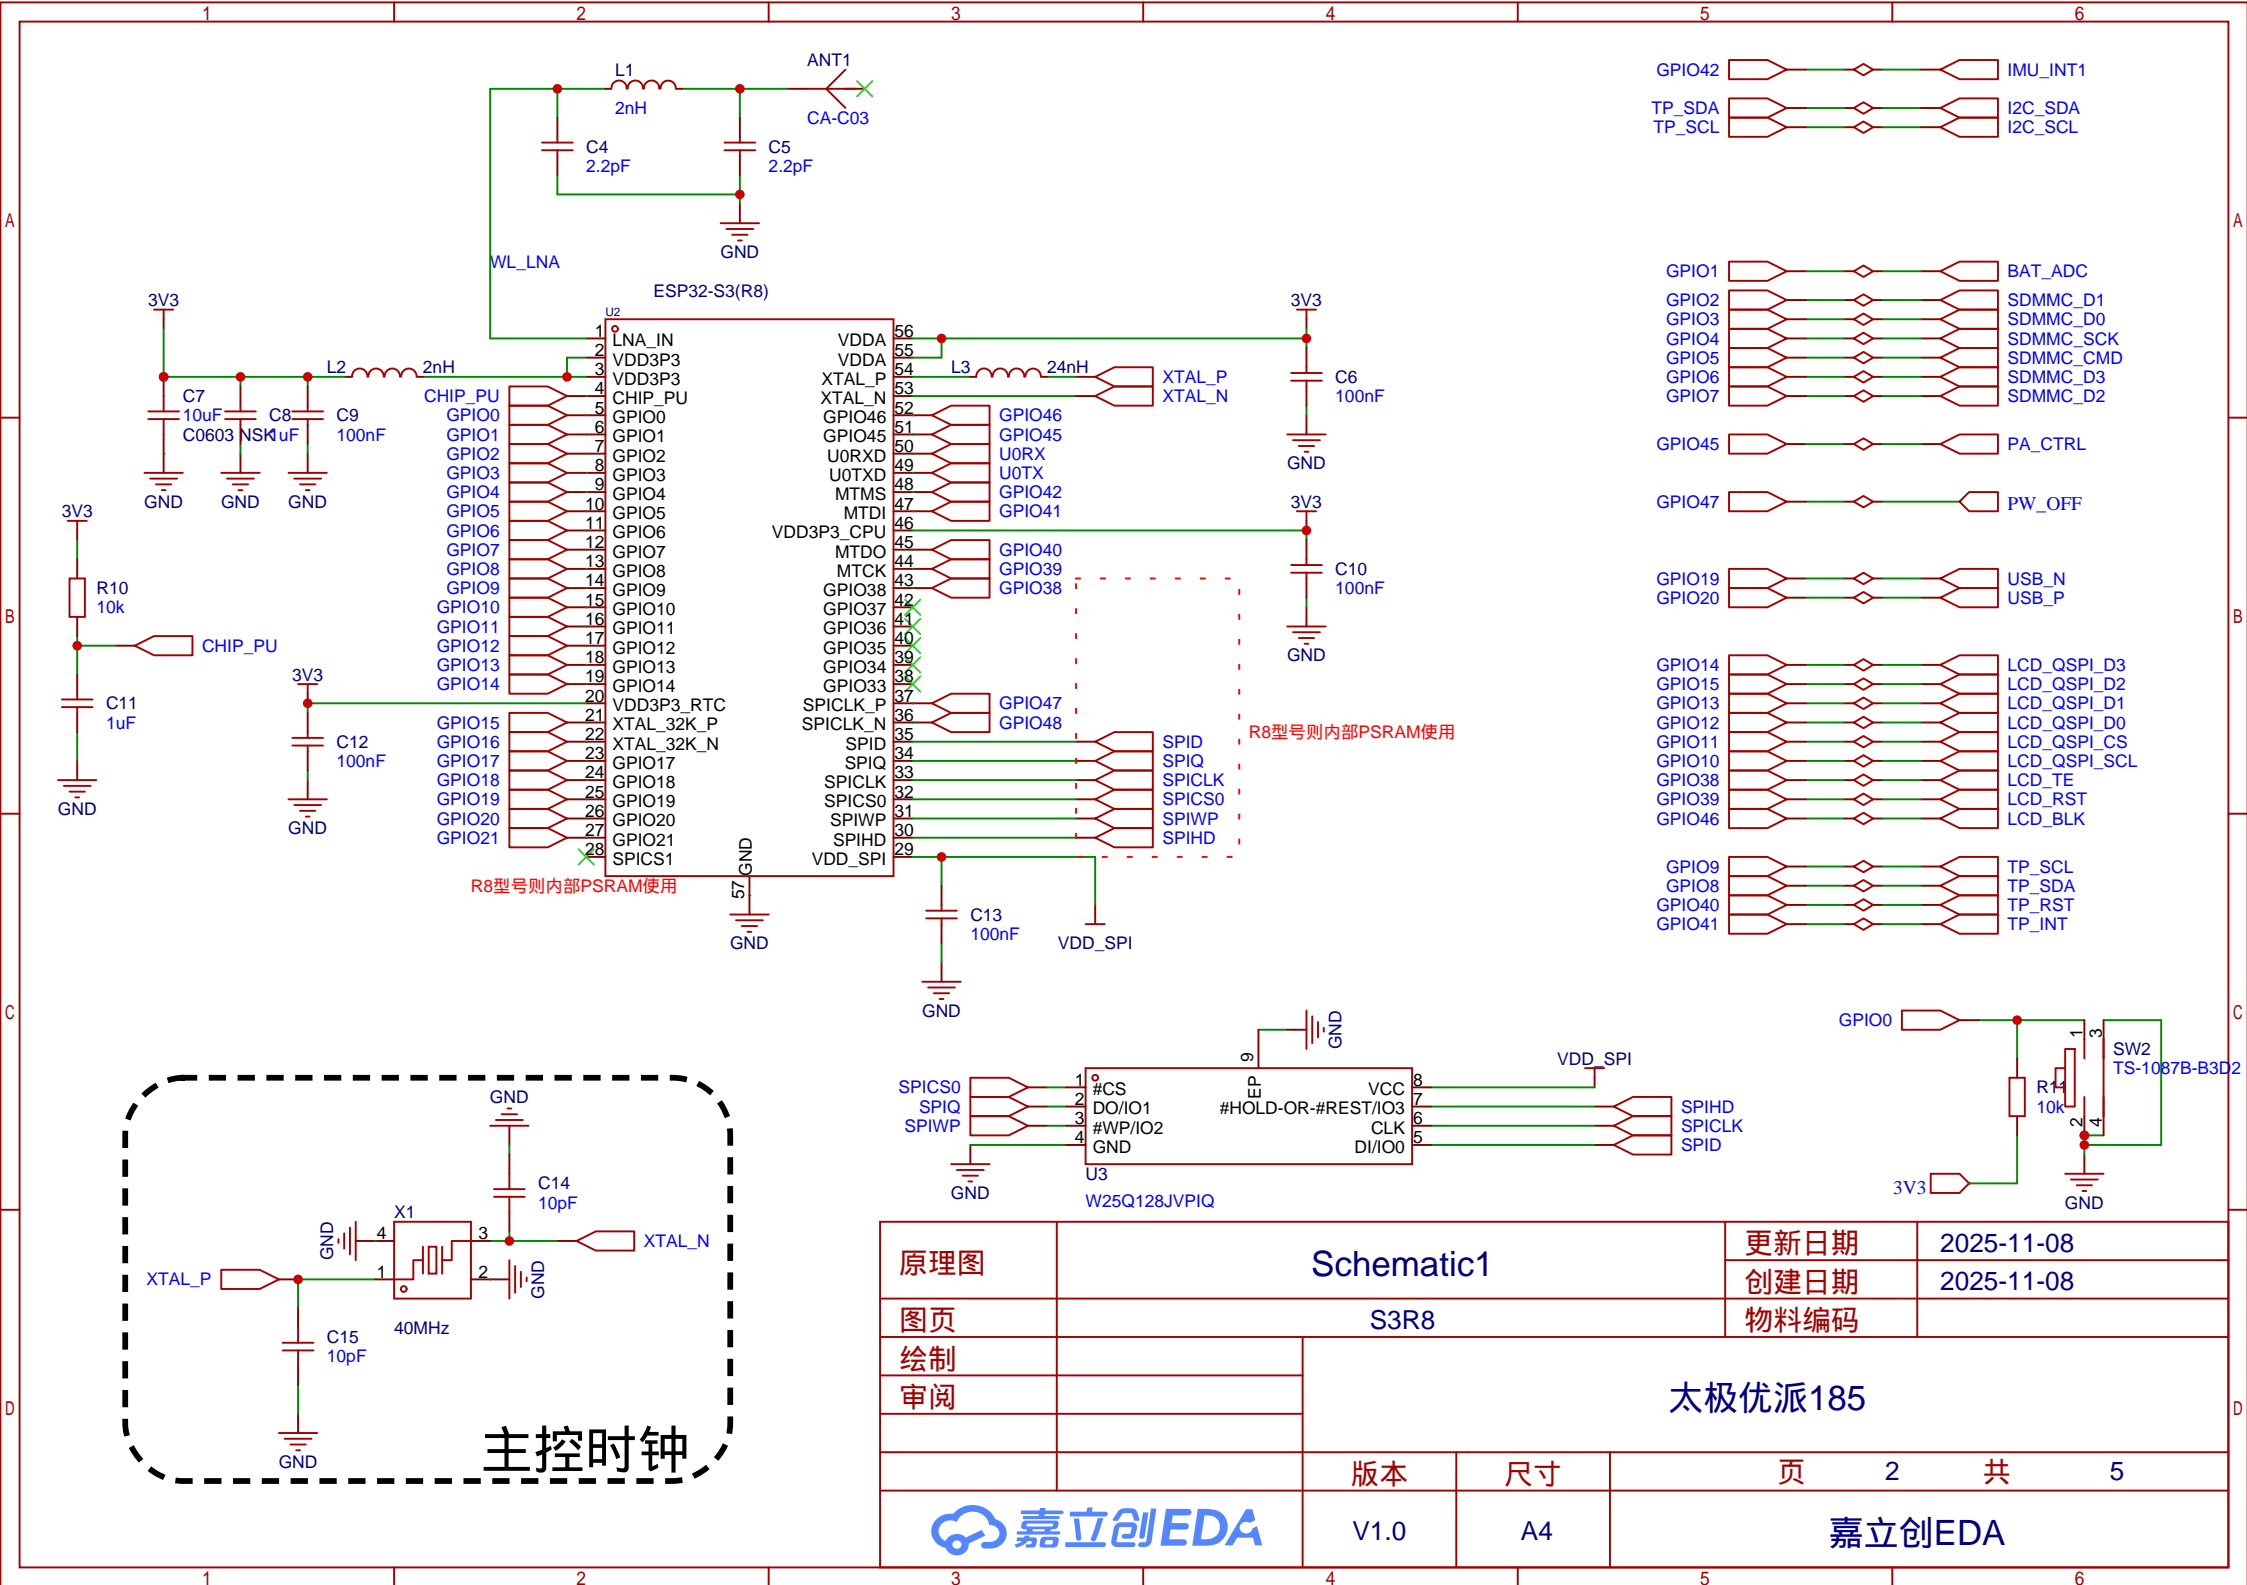 1 2 3 4 5 6
A
B
C
D
A
B
C
D
ANT1
CA-C03
L1
2nH
C4
2.2pF
C5
2.2pF
GND
WL_LNA
ESP32-S3(R8)
U2
3V3
L2 2nH
C7
10uF
C0603 NSK
C8
1uF
C9
100nF
GND GND GND
3V3
R10
10k
CHIP_PU
C11
1uF
GND
3V3
C12
100nF
GND
CHIP_PU 4 CHIP_PU
1 LNA_IN
2 VDD3P3
3 VDD3P3
GPIO0 5 GPIO0
GPIO1 6 GPIO1
GPIO2 7 GPIO2
GPIO3 8 GPIO3
GPIO4 9 GPIO4
GPIO5 10 GPIO5
GPIO6 11 GPIO6
GPIO7 12 GPIO7
GPIO8 13 GPIO8
GPIO9 14 GPIO9
GPIO10 15 GPIO10
GPIO11 16 GPIO11
GPIO12 17 GPIO12
GPIO13 18 GPIO13
GPIO14 19 GPIO14
20 VDD3P3_RTC
GPIO15 21 XTAL_32K_P
GPIO16 22 XTAL_32K_N
GPIO17 23 GPIO17
GPIO18 24 GPIO18
GPIO19 25 GPIO19
GPIO20 26 GPIO20
GPIO21 27 GPIO21
28 SPICS1
R8型号则内部PSRAM使用
57 GND
GND
VDDA 56
VDDA 55
XTAL_P 54 L3 24nH XTAL_P
XTAL_N 53 XTAL_N
GPIO46 52 GPIO46
GPIO45 51 GPIO45
U0RXD 50 U0RX
U0TXD 49 U0TX
MTMS 48 GPIO42
MTDI 47 GPIO41
VDD3P3_CPU 46
MTDO 45 GPIO40
MTCK 44 GPIO39
GPIO38 43 GPIO38
GPIO37 42
GPIO36 41
GPIO35 40
GPIO34 39
GPIO33 38
SPICLK_P 37 GPIO47
SPICLK_N 36 GPIO48
SPID 35 SPID
SPIQ 34 SPIQ
SPICLK 33 SPICLK
SPICS0 32 SPICS0
SPIWP 31 SPIWP
SPIHD 30 SPIHD
VDD_SPI 29
R8型号则内部PSRAM使用
C13
100nF
GND
VDD_SPI
3V3
C6
100nF
GND
3V3
C10
100nF
GND
GPIO42 IMU_INT1
TP_SDA I2C_SDA
TP_SCL I2C_SCL
GPIO1 BAT_ADC
GPIO2 SDMMC_D1
GPIO3 SDMMC_D0
GPIO4 SDMMC_SCK
GPIO5 SDMMC_CMD
GPIO6 SDMMC_D3
GPIO7 SDMMC_D2
GPIO45 PA_CTRL
GPIO47 PW_OFF
GPIO19 USB_N
GPIO20 USB_P
GPIO14 LCD_QSPI_D3
GPIO15 LCD_QSPI_D2
GPIO13 LCD_QSPI_D1
GPIO12 LCD_QSPI_D0
GPIO11 LCD_QSPI_CS
GPIO10 LCD_QSPI_SCL
GPIO38 LCD_TE
GPIO39 LCD_RST
GPIO46 LCD_BLK
GPIO9 TP_SCL
GPIO8 TP_SDA
GPIO40 TP_RST
GPIO41 TP_INT
GPIO0
1 3
SW2
TS-1087B-B3D2
R11
10k
2 4
3V3
GND
GND
9
EP
VDD_SPI
SPICS0 1 #CS VCC 8
SPIQ 2 DO/IO1 #HOLD-OR-#REST/IO3 7 SPIHD
SPIWP 3 #WP/IO2 CLK 6 SPICLK
4 GND DI/IO0 5 SPID
GND
U3
W25Q128JVPIQ
GND
C14
10pF
X1
GND 4 3 XTAL_N
XTAL_P 1 2 GND
40MHz
C15
10pF
GND
主控时钟
原理图 Schematic1 更新日期 2025-11-08
创建日期 2025-11-08
图页 S3R8 物料编码
绘制
审阅
太极优派185
版本 尺寸 页 2 共 5
嘉立创EDA V1.0 A4 嘉立创EDA
1 2 3 4 5 6